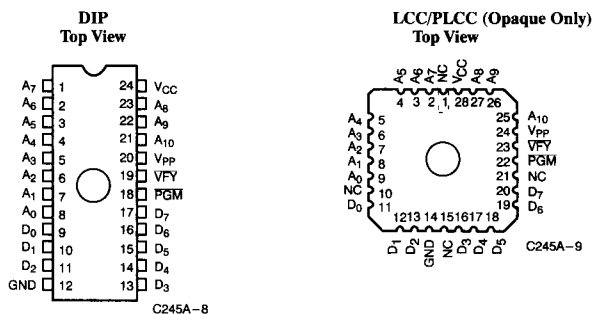 DIP
Top View
A7 1 24 VCC
A6 2 23 A8
A5 3 22 A9
A4 4 21 A10
A3 5 20 VPP
A2 6 19 V̅F̅Y̅
A1 7 18 P̅G̅M̅
A0 8 17 D7
D0 9 16 D6
D1 10 15 D5
D2 11 14 D4
GND 12 13 D3
C245A-8
LCC/PLCC (Opaque Only)
Top View
A5 A6 A7 NC VCC A8 A9
4 3 2 1 28 27 26
A4 5 25 A10
A3 6 24 VPP
A2 7 23 V̅F̅Y̅
A1 8 22 P̅G̅M̅
A0 9 21 NC
NC 10 20 D7
D0 11 19 D6
12 13 14 15 16 17 18
D1 D2 GND NC D3 D4 D5
C245A-9